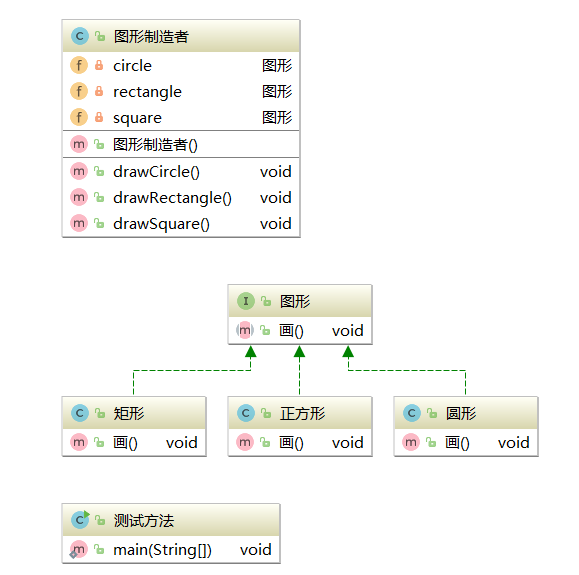 C 图形制造者
f circle 图形
f rectangle 图形
f square 图形
m 图形制造者()
m drawCircle() void
m drawRectangle() void
m drawSquare() void
I 图形
m 画() void
C 矩形
m 画() void
C 正方形
m 画() void
C 圆形
m 画() void
C 测试方法
m main(String[]) void